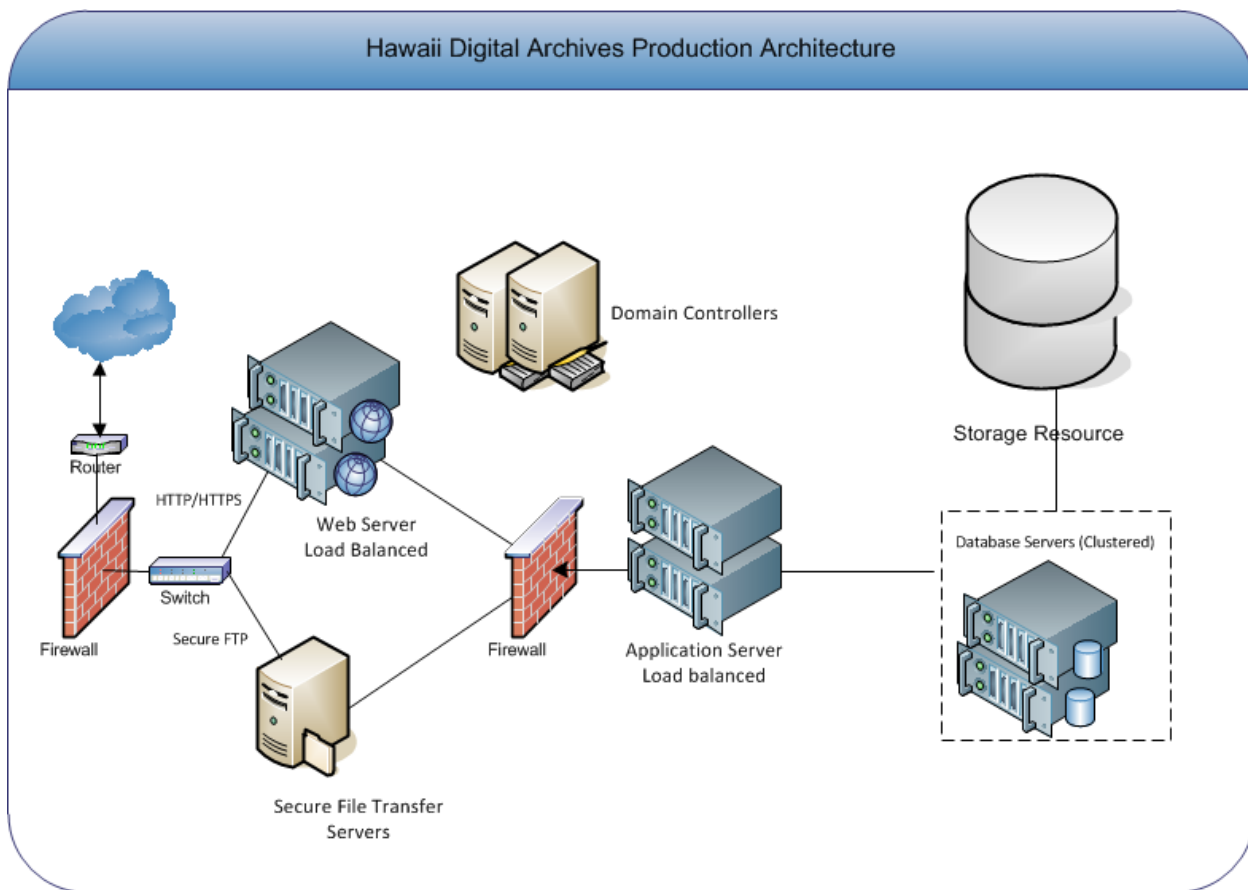 Hawaii Digital Archives Production Architecture
Domain Controllers
Storage Resource
Router
HTTP/HTTPS
Web Server
Load Balanced
Database Servers (Clustered)
Switch
Firewall
Secure FTP
Firewall
Application Server
Load balanced
Secure File Transfer
Servers